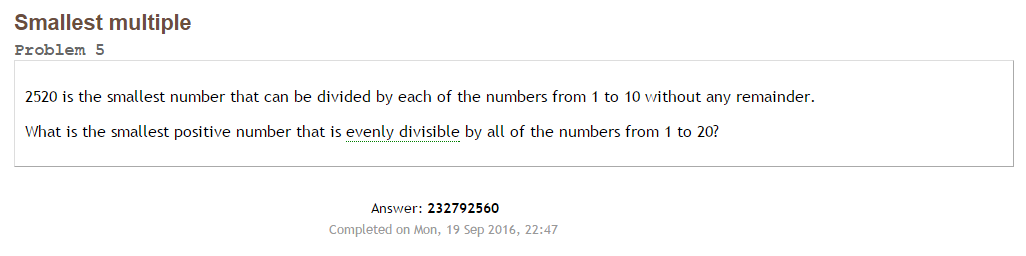 Smallest multiple
Problem 5
2520 is the smallest number that can be divided by each of the numbers from 1 to 10 without any remainder.
What is the smallest positive number that is evenly divisible by all of the numbers from 1 to 20?
Answer: 232792560
Completed on Mon, 19 Sep 2016, 22:47